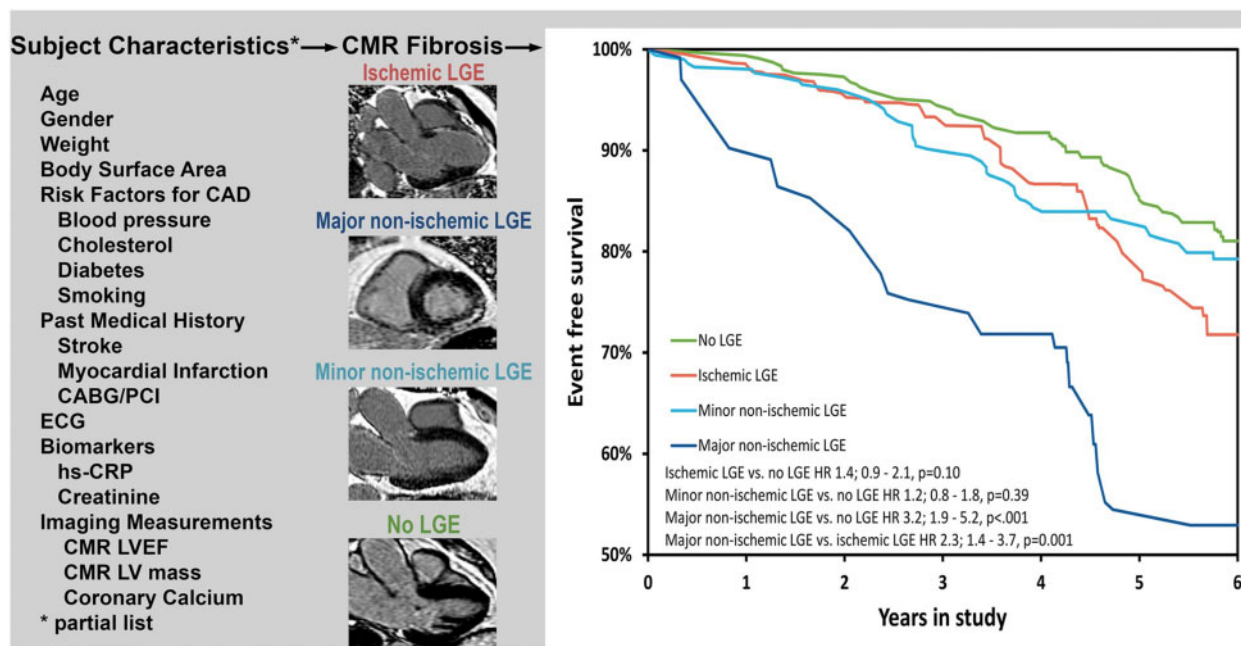 Subject Characteristics* → CMR Fibrosis →
Age
Gender
Weight
Body Surface Area
Risk Factors for CAD
Blood pressure
Cholesterol
Diabetes
Smoking
Past Medical History
Stroke
Myocardial Infarction
CABG/PCI
ECG
Biomarkers
hs-CRP
Creatinine
Imaging Measurements
CMR LVEF
CMR LV mass
Coronary Calcium
* partial list
Ischemic LGE
Major non-ischemic LGE
Minor non-ischemic LGE
No LGE
Event free survival
100%
90%
80%
70%
60%
50%
No LGE
Ischemic LGE
Minor non-ischemic LGE
Major non-ischemic LGE
Ischemic LGE vs. no LGE HR 1.4; 0.9 - 2.1, p=0.10
Minor non-ischemic LGE vs. no LGE HR 1.2; 0.8 - 1.8, p=0.39
Major non-ischemic LGE vs. no LGE HR 3.2; 1.9 - 5.2, p<.001
Major non-ischemic LGE vs. ischemic LGE HR 2.3; 1.4 - 3.7, p=0.001
0 1 2 3 4 5 6
Years in study